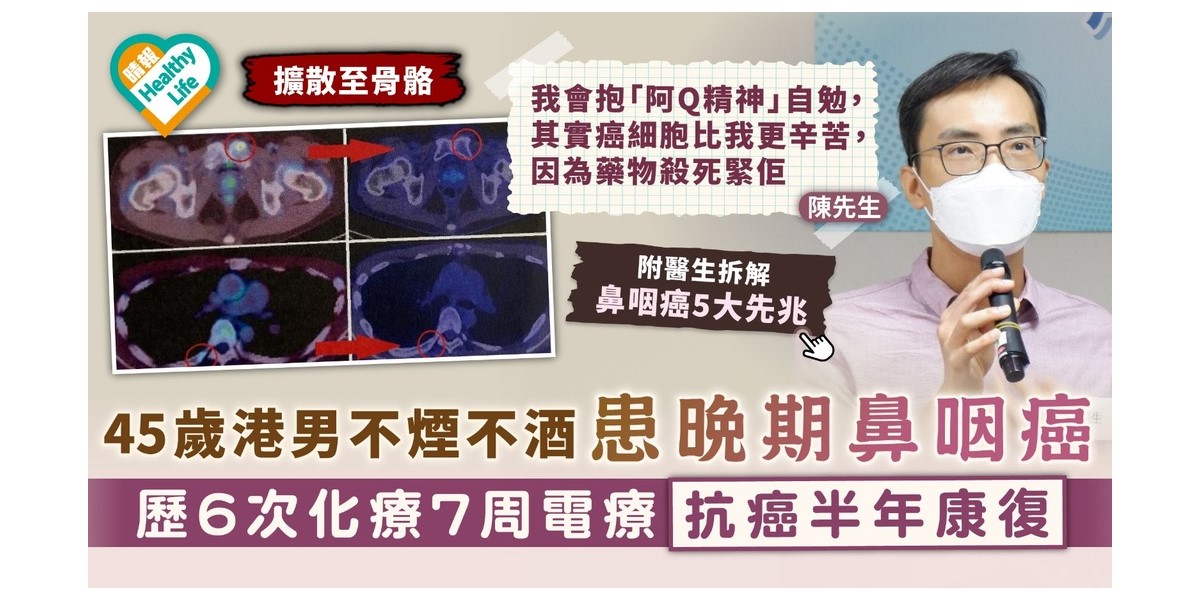 晴報
Healthy
Life
擴散至骨骼
我會抱「阿Q精神」自勉，
其實癌細胞比我更辛苦，
因為藥物殺死緊佢
陳先生
附醫生拆解
鼻咽癌5大先兆
45歲港男不煙不酒患晚期鼻咽癌
歷6次化療7周電療 抗癌半年康復